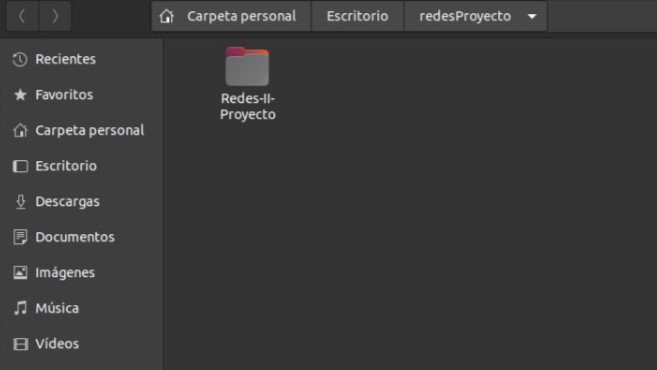 Carpeta personal Escritorio redesProyecto
Recientes
Favoritos
Carpeta personal
Escritorio
Descargas
Documentos
Imágenes
Música
Vídeos
Redes-II-
Proyecto